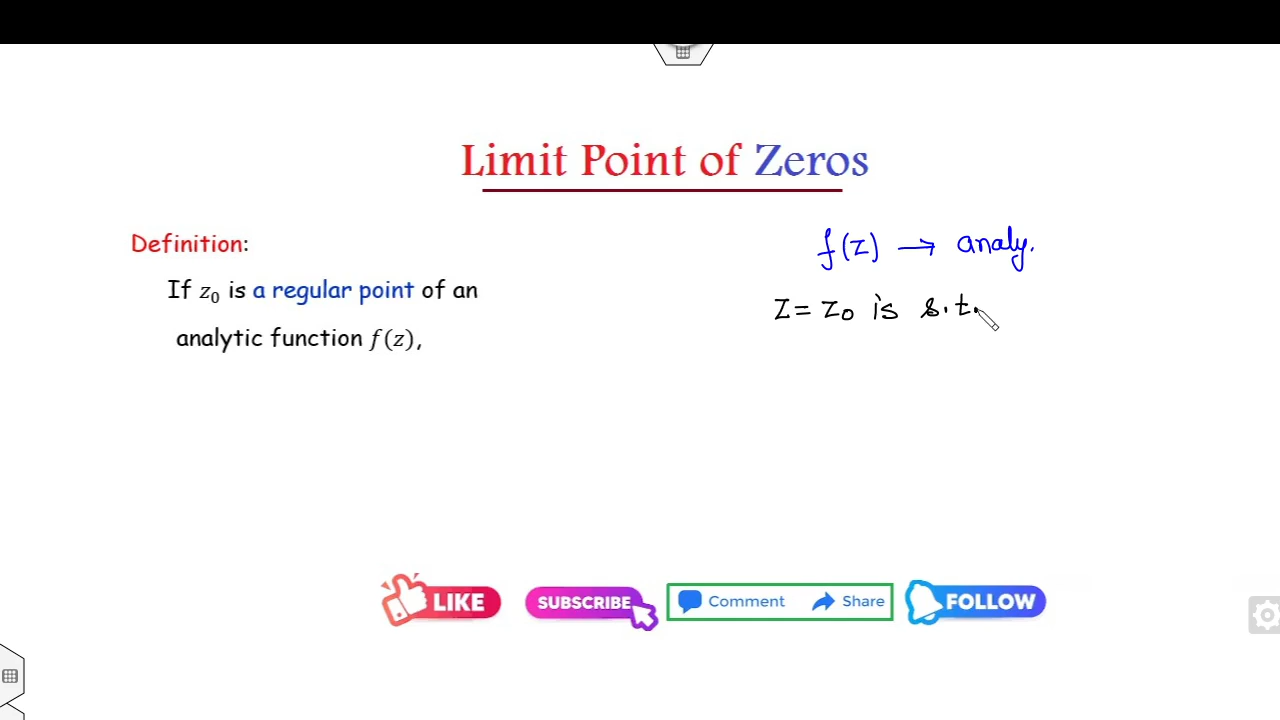 Limit Point of Zeros
Definition:
If z₀ is a regular point of an
analytic function f(z),
f(z) → analy.
z = z₀ is s.t.
LIKE
SUBSCRIBE
Comment Share
FOLLOW